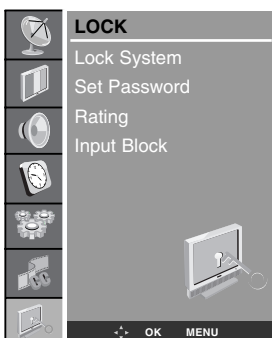 LOCK
Lock System
Set Password
Rating
Input Block
OK MENU